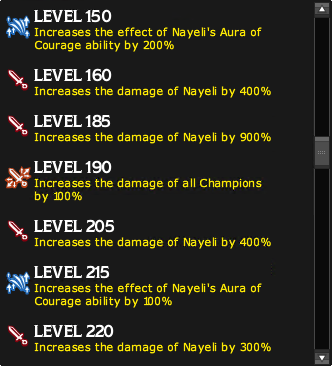 LEVEL 150
Increases the effect of Nayeli's Aura of
Courage ability by 200%
LEVEL 160
Increases the damage of Nayeli by 400%
LEVEL 185
Increases the damage of Nayeli by 900%
LEVEL 190
Increases the damage of all Champions
by 100%
LEVEL 205
Increases the damage of Nayeli by 400%
LEVEL 215
Increases the effect of Nayeli's Aura of
Courage ability by 100%
LEVEL 220
Increases the damage of Nayeli by 300%